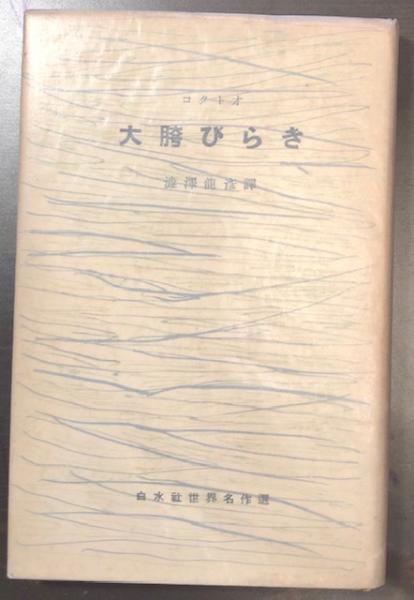 コクトオ
大胯びらき
澁澤龍彦譯
白水社世界名作選